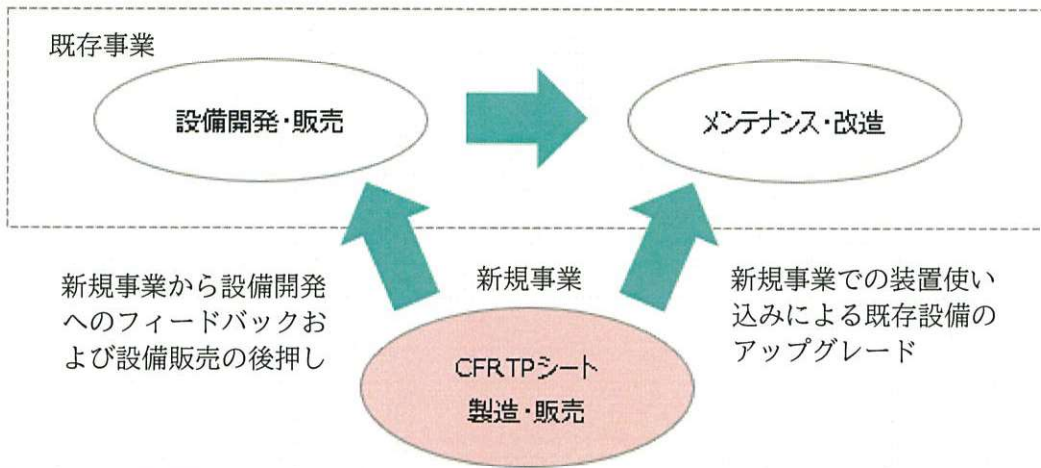 既存事業
設備開発・販売
メンテナンス・改造
新規事業から設備開発
へのフィードバックお
よび設備販売の後押し
新規事業
新規事業での装置使い
込みによる既存設備の
アップグレード
CFRTPシート
製造・販売